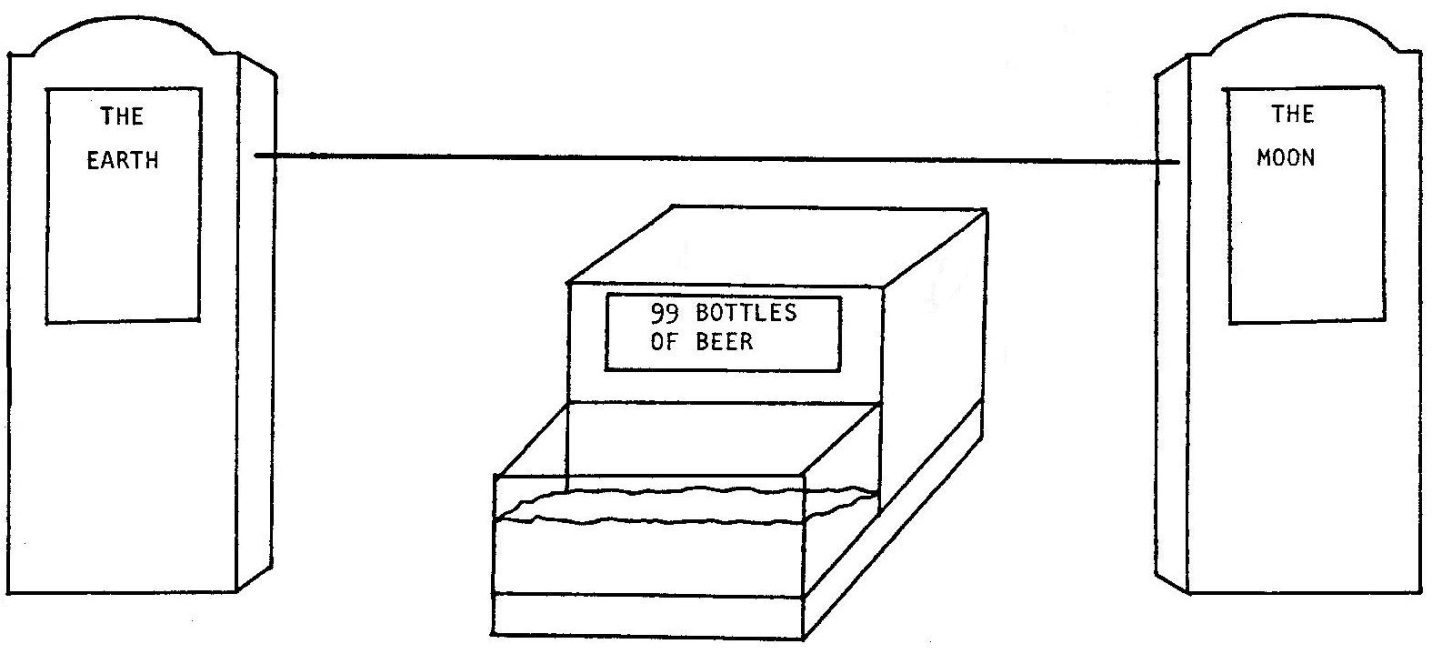 THE
EARTH
99 BOTTLES
OF BEER
THE
MOON